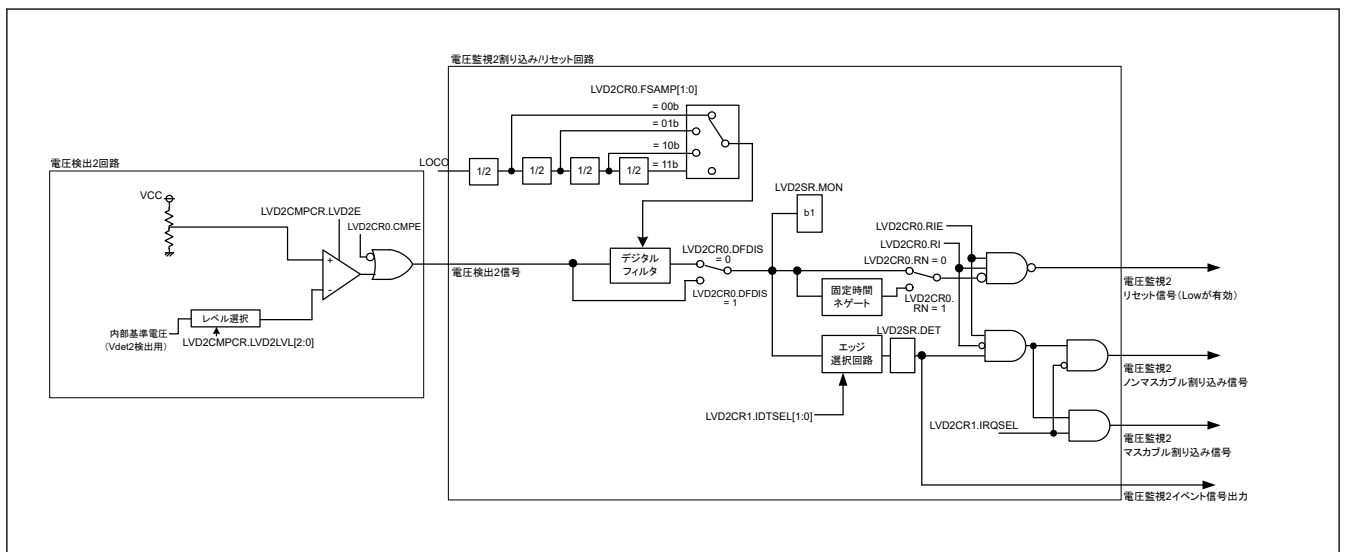 電圧監視2割り込み/リセット回路
LVD2CR0.FSAMP[1:0]
= 00b
= 01b
= 10b
= 11b
LOCO
1/2
1/2
1/2
1/2
電圧検出2回路
VCC
LVD2CMPCR.LVD2E
LVD2CR0.CMPE
+
-
レベル選択
内部基準電圧
(Vdet2検出用)
LVD2CMPCR.LVD2LVL[2:0]
電圧検出2信号
デジタル
フィルタ
LVD2CR0.DFDIS
= 0
LVD2CR0.DFDIS
= 1
LVD2SR.MON
b1
LVD2CR0.RIE
LVD2CR0.RI
LVD2CR0.RN = 0
固定時間
ネゲート
LVD2CR0.
RN = 1
電圧監視2
リセット信号(Lowが有効)
エッジ
選択回路
LVD2SR.DET
LVD2CR1.IDTSEL[1:0]
LVD2CR1.IRQSEL
電圧監視2
ノンマスカブル割り込み信号
電圧監視2
マスカブル割り込み信号
電圧監視2イベント信号出力